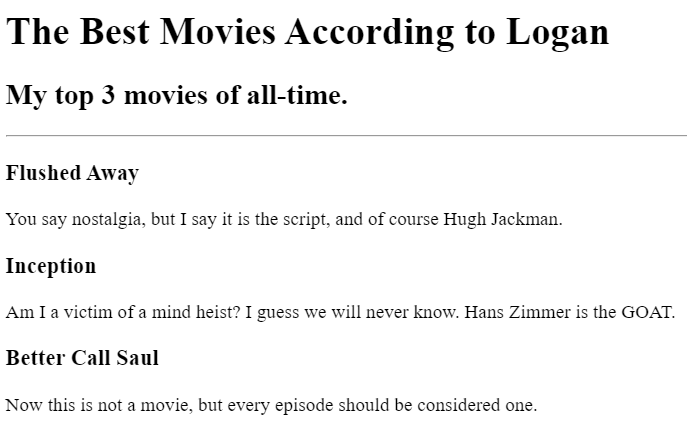 The Best Movies According to Logan
My top 3 movies of all-time.
Flushed Away
You say nostalgia, but I say it is the script, and of course Hugh Jackman.
Inception
Am I a victim of a mind heist? I guess we will never know. Hans Zimmer is the GOAT.
Better Call Saul
Now this is not a movie, but every episode should be considered one.